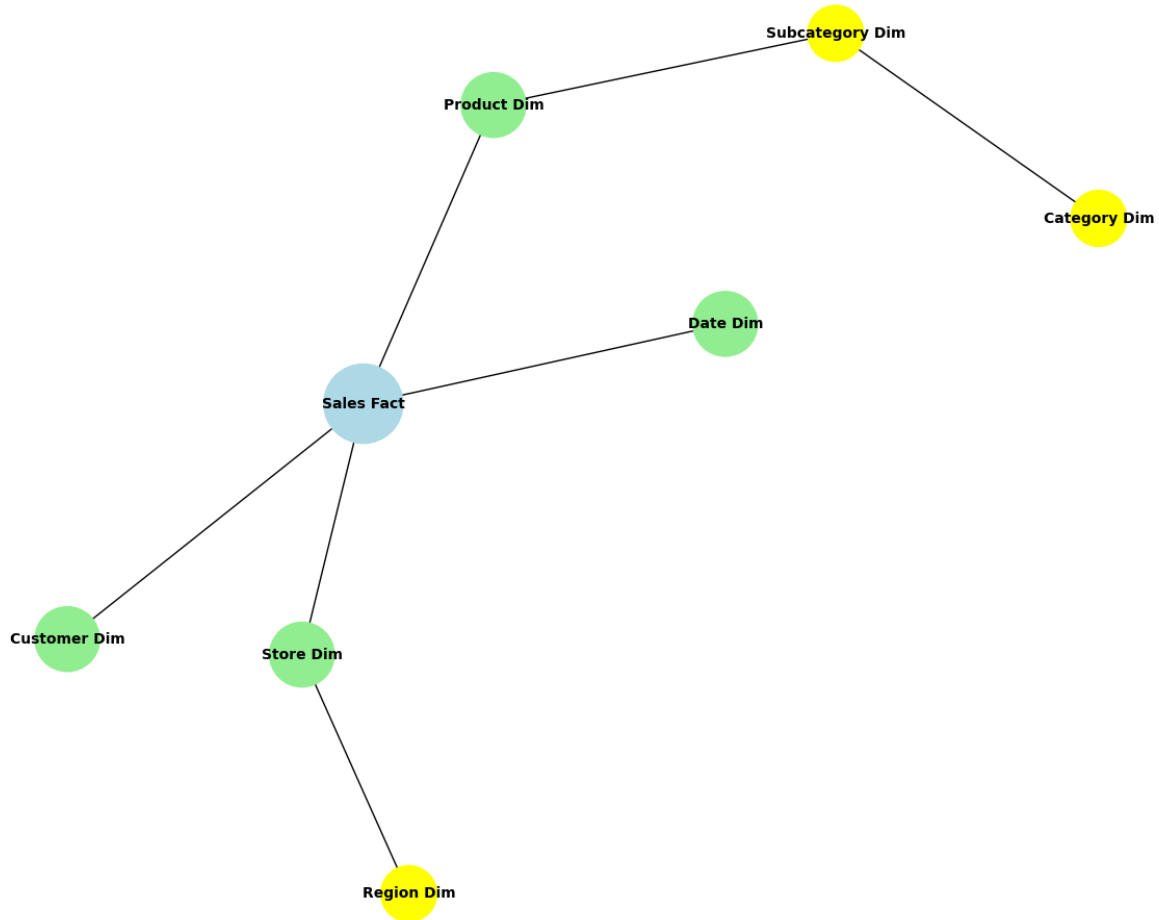 Subcategory Dim
Product Dim
Category Dim
Date Dim
Sales Fact
Customer Dim
Store Dim
Region Dim